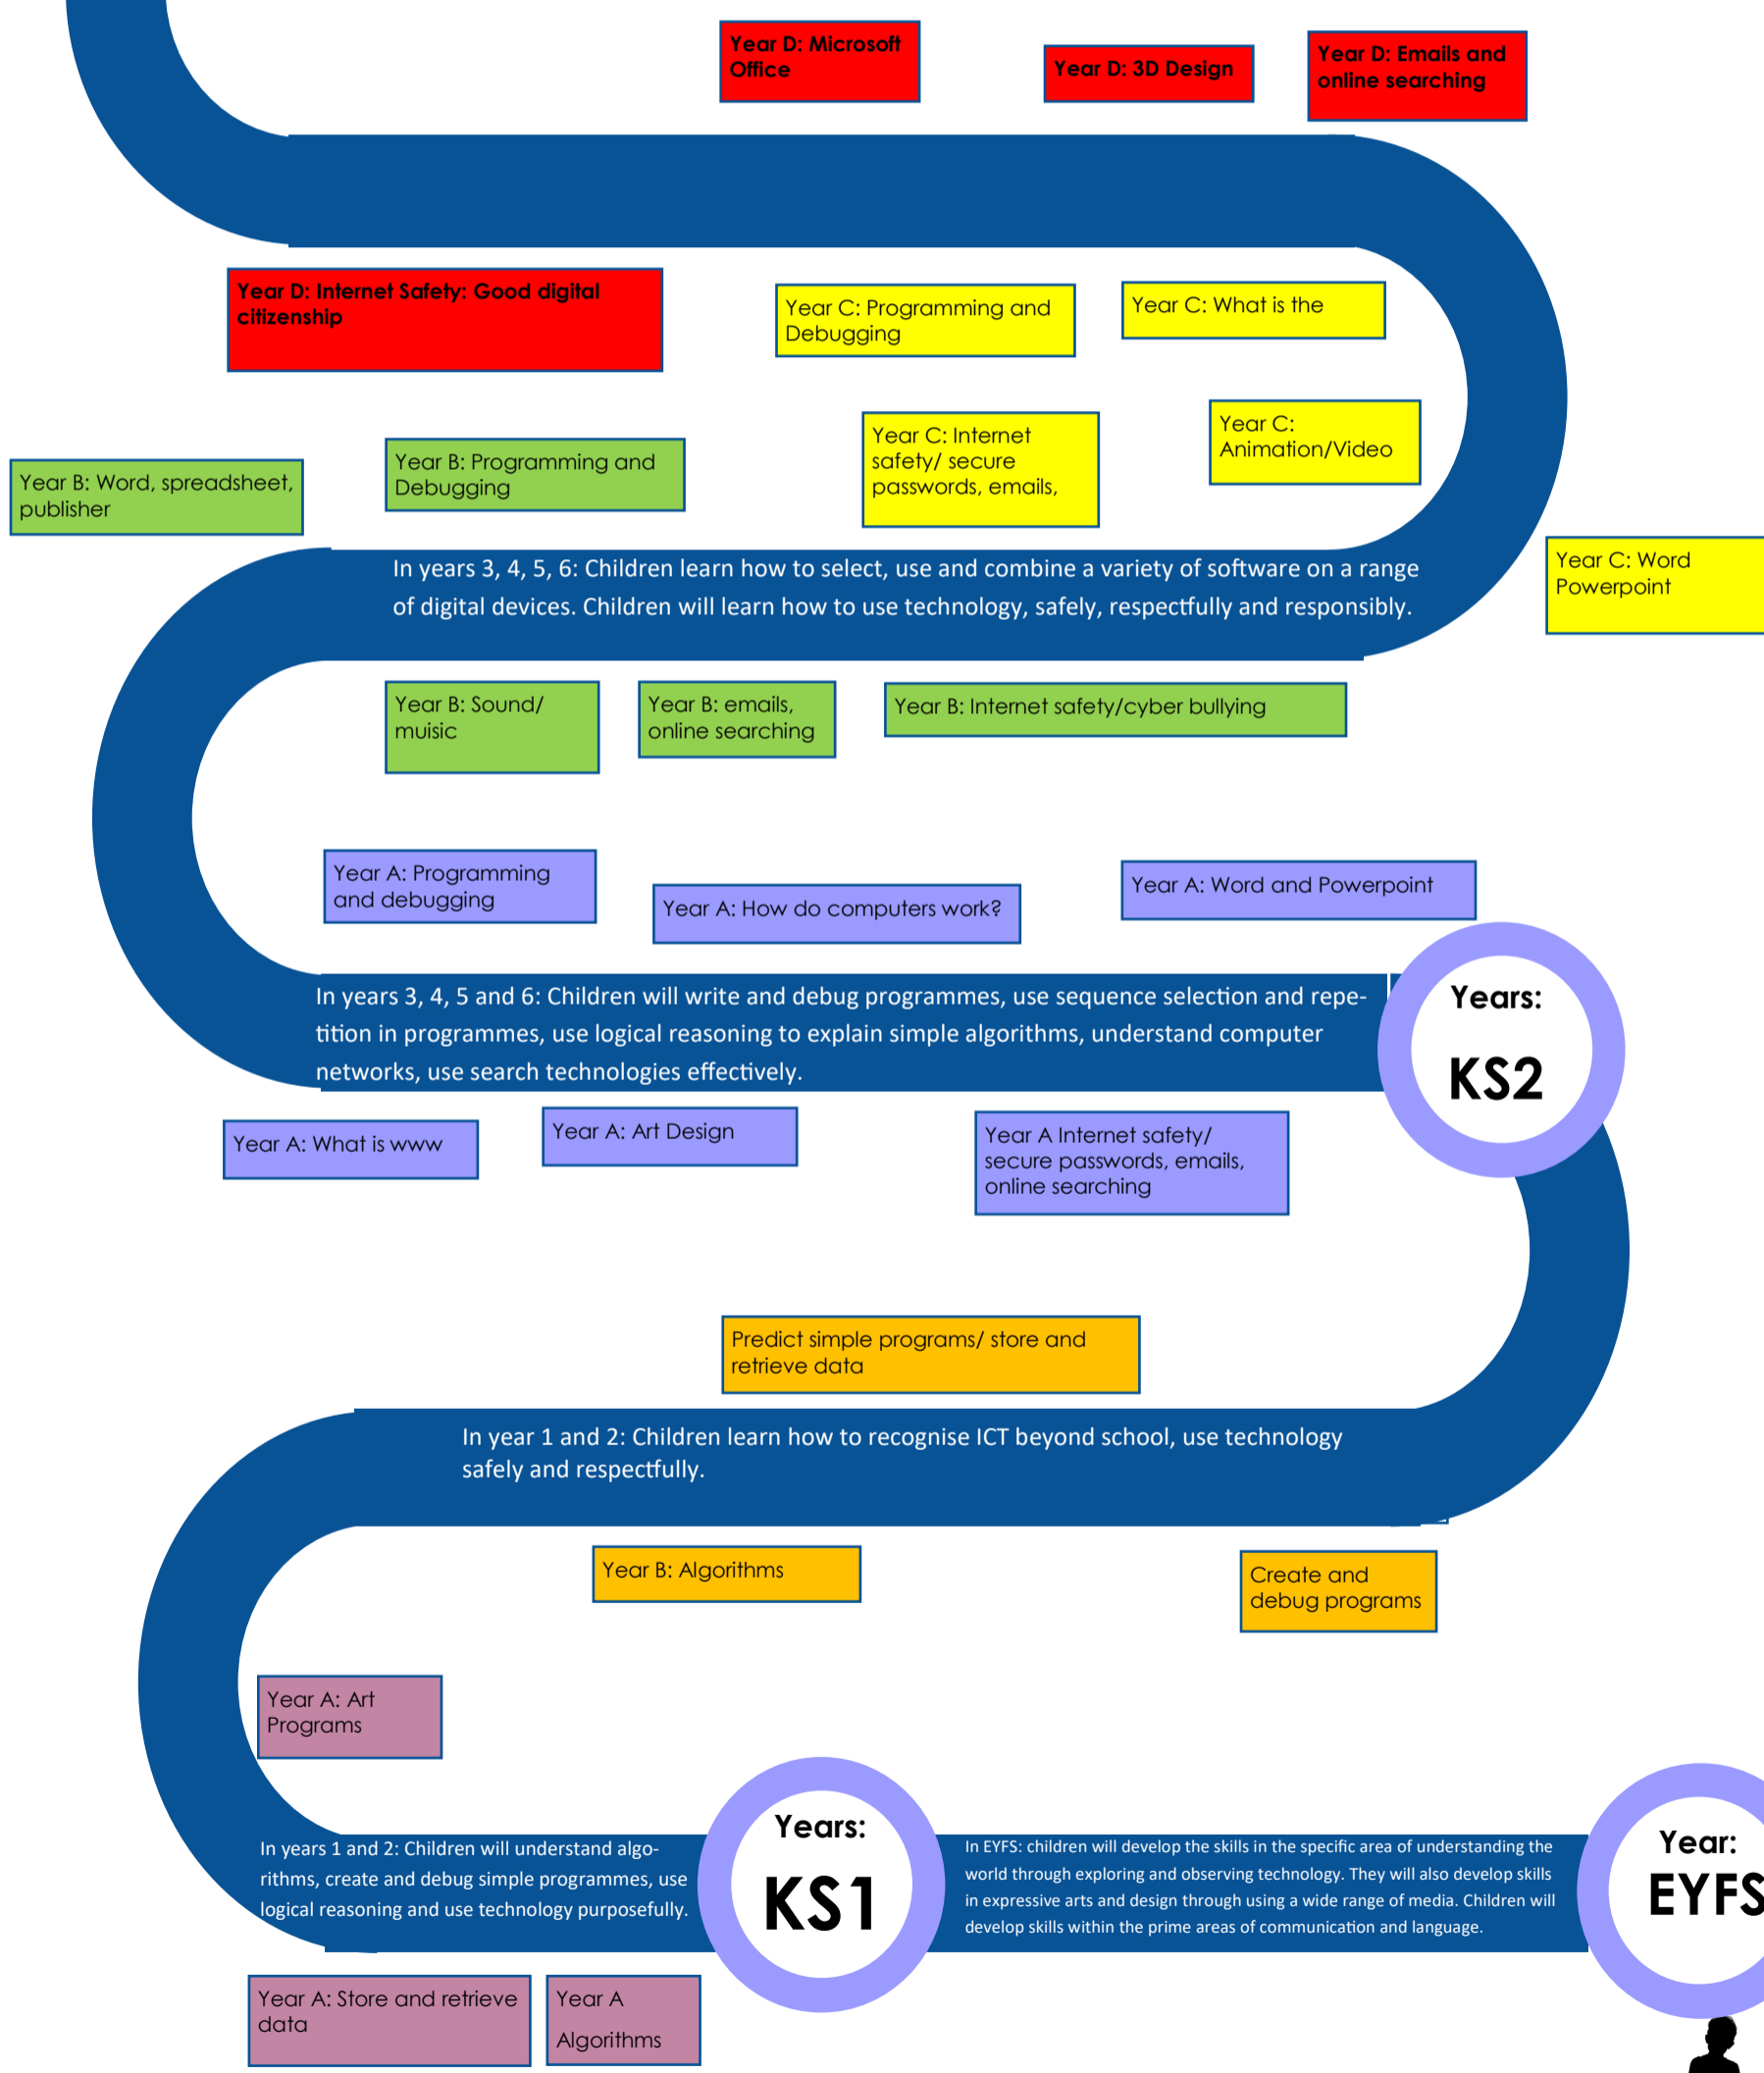 Year D: Microsoft
Office
Year D: 3D Design
Year D: Emails and
online searching
Year D: Internet Safety: Good digital
citizenship
Year C: Programming and
Debugging
Year C: What is the
Year B: Word, spreadsheet,
publisher
Year B: Programming and
Debugging
Year C: Internet
safety/ secure
passwords, emails,
Year C:
Animation/Video
In years 3, 4, 5, 6: Children learn how to select, use and combine a variety of software on a range
of digital devices. Children will learn how to use technology, safely, respectfully and responsibly.
Year C: Word
Powerpoint
Year B: Sound/
muisic
Year B: emails,
online searching
Year B: Internet safety/cyber bullying
Year A: Programming
and debugging
Year A: How do computers work?
Year A: Word and Powerpoint
In years 3, 4, 5 and 6: Children will write and debug programmes, use sequence selection and repe-
tition in programmes, use logical reasoning to explain simple algorithms, understand computer
networks, use search technologies effectively.
Years:
KS2
Year A: What is www
Year A: Art Design
Year A Internet safety/
secure passwords, emails,
online searching
Predict simple programs/ store and
retrieve data
In year 1 and 2: Children learn how to recognise ICT beyond school, use technology
safely and respectfully.
Year B: Algorithms
Create and
debug programs
Year A: Art
Programs
In years 1 and 2: Children will understand algo-
rithms, create and debug simple programmes, use
logical reasoning and use technology purposefully.
Years:
KS1
In EYFS: children will develop the skills in the specific area of understanding the
world through exploring and observing technology. They will also develop skills
in expressive arts and design through using a wide range of media. Children will
develop skills within the prime areas of communication and language.
Year:
EYFS
Year A: Store and retrieve
data
Year A
Algorithms